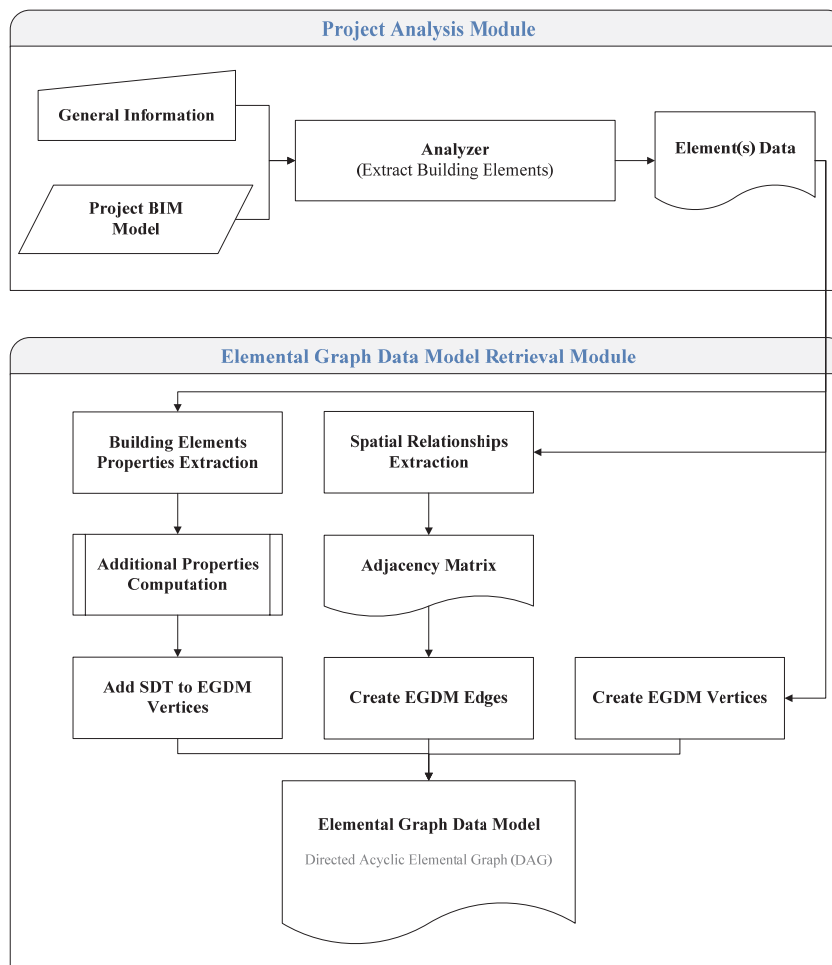 Project Analysis Module
General Information
Project BIM
Model
Analyzer
(Extract Building Elements)
Element(s) Data
Elemental Graph Data Model Retrieval Module
Building Elements
Properties Extraction
Spatial Relationships
Extraction
Additional Properties
Computation
Adjacency Matrix
Add SDT to EGDM
Vertices
Create EGDM Edges
Create EGDM Vertices
Elemental Graph Data Model
Directed Acyclic Elemental Graph (DAG)